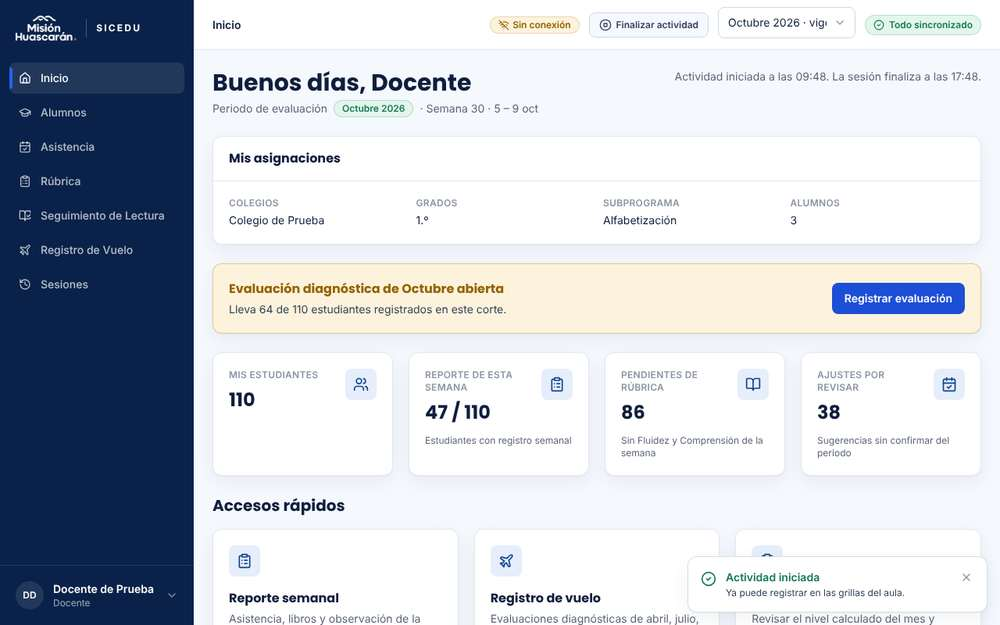 Misión
Huascarán.
SICEDU
Inicio
Alumnos
Asistencia
Rúbrica
Seguimiento de Lectura
Registro de Vuelo
Sesiones
DD
Docente de Prueba
Docente
Inicio
Sin conexión
Finalizar actividad
Octubre 2026 · vig
Todo sincronizado
Buenos días, Docente
Actividad iniciada a las 09:48. La sesión finaliza a las 17:48.
Periodo de evaluación Octubre 2026 · Semana 30 · 5 – 9 oct
Mis asignaciones
COLEGIOS
Colegio de Prueba
GRADOS
1.º
SUBPROGRAMA
Alfabetización
ALUMNOS
3
Evaluación diagnóstica de Octubre abierta
Lleva 64 de 110 estudiantes registrados en este corte.
Registrar evaluación
MIS ESTUDIANTES
110
REPORTE DE ESTA
SEMANA
47 / 110
Estudiantes con registro semanal
PENDIENTES DE
RÚBRICA
86
Sin Fluidez y Comprensión de la
semana
AJUSTES POR
REVISAR
38
Sugerencias sin confirmar del
periodo
Accesos rápidos
Reporte semanal
Asistencia, libros y observación de la
Registro de vuelo
Evaluaciones diagnósticas de abril, julio,
Revisar el nivel calculado del mes y
Actividad iniciada
Ya puede registrar en las grillas del aula.